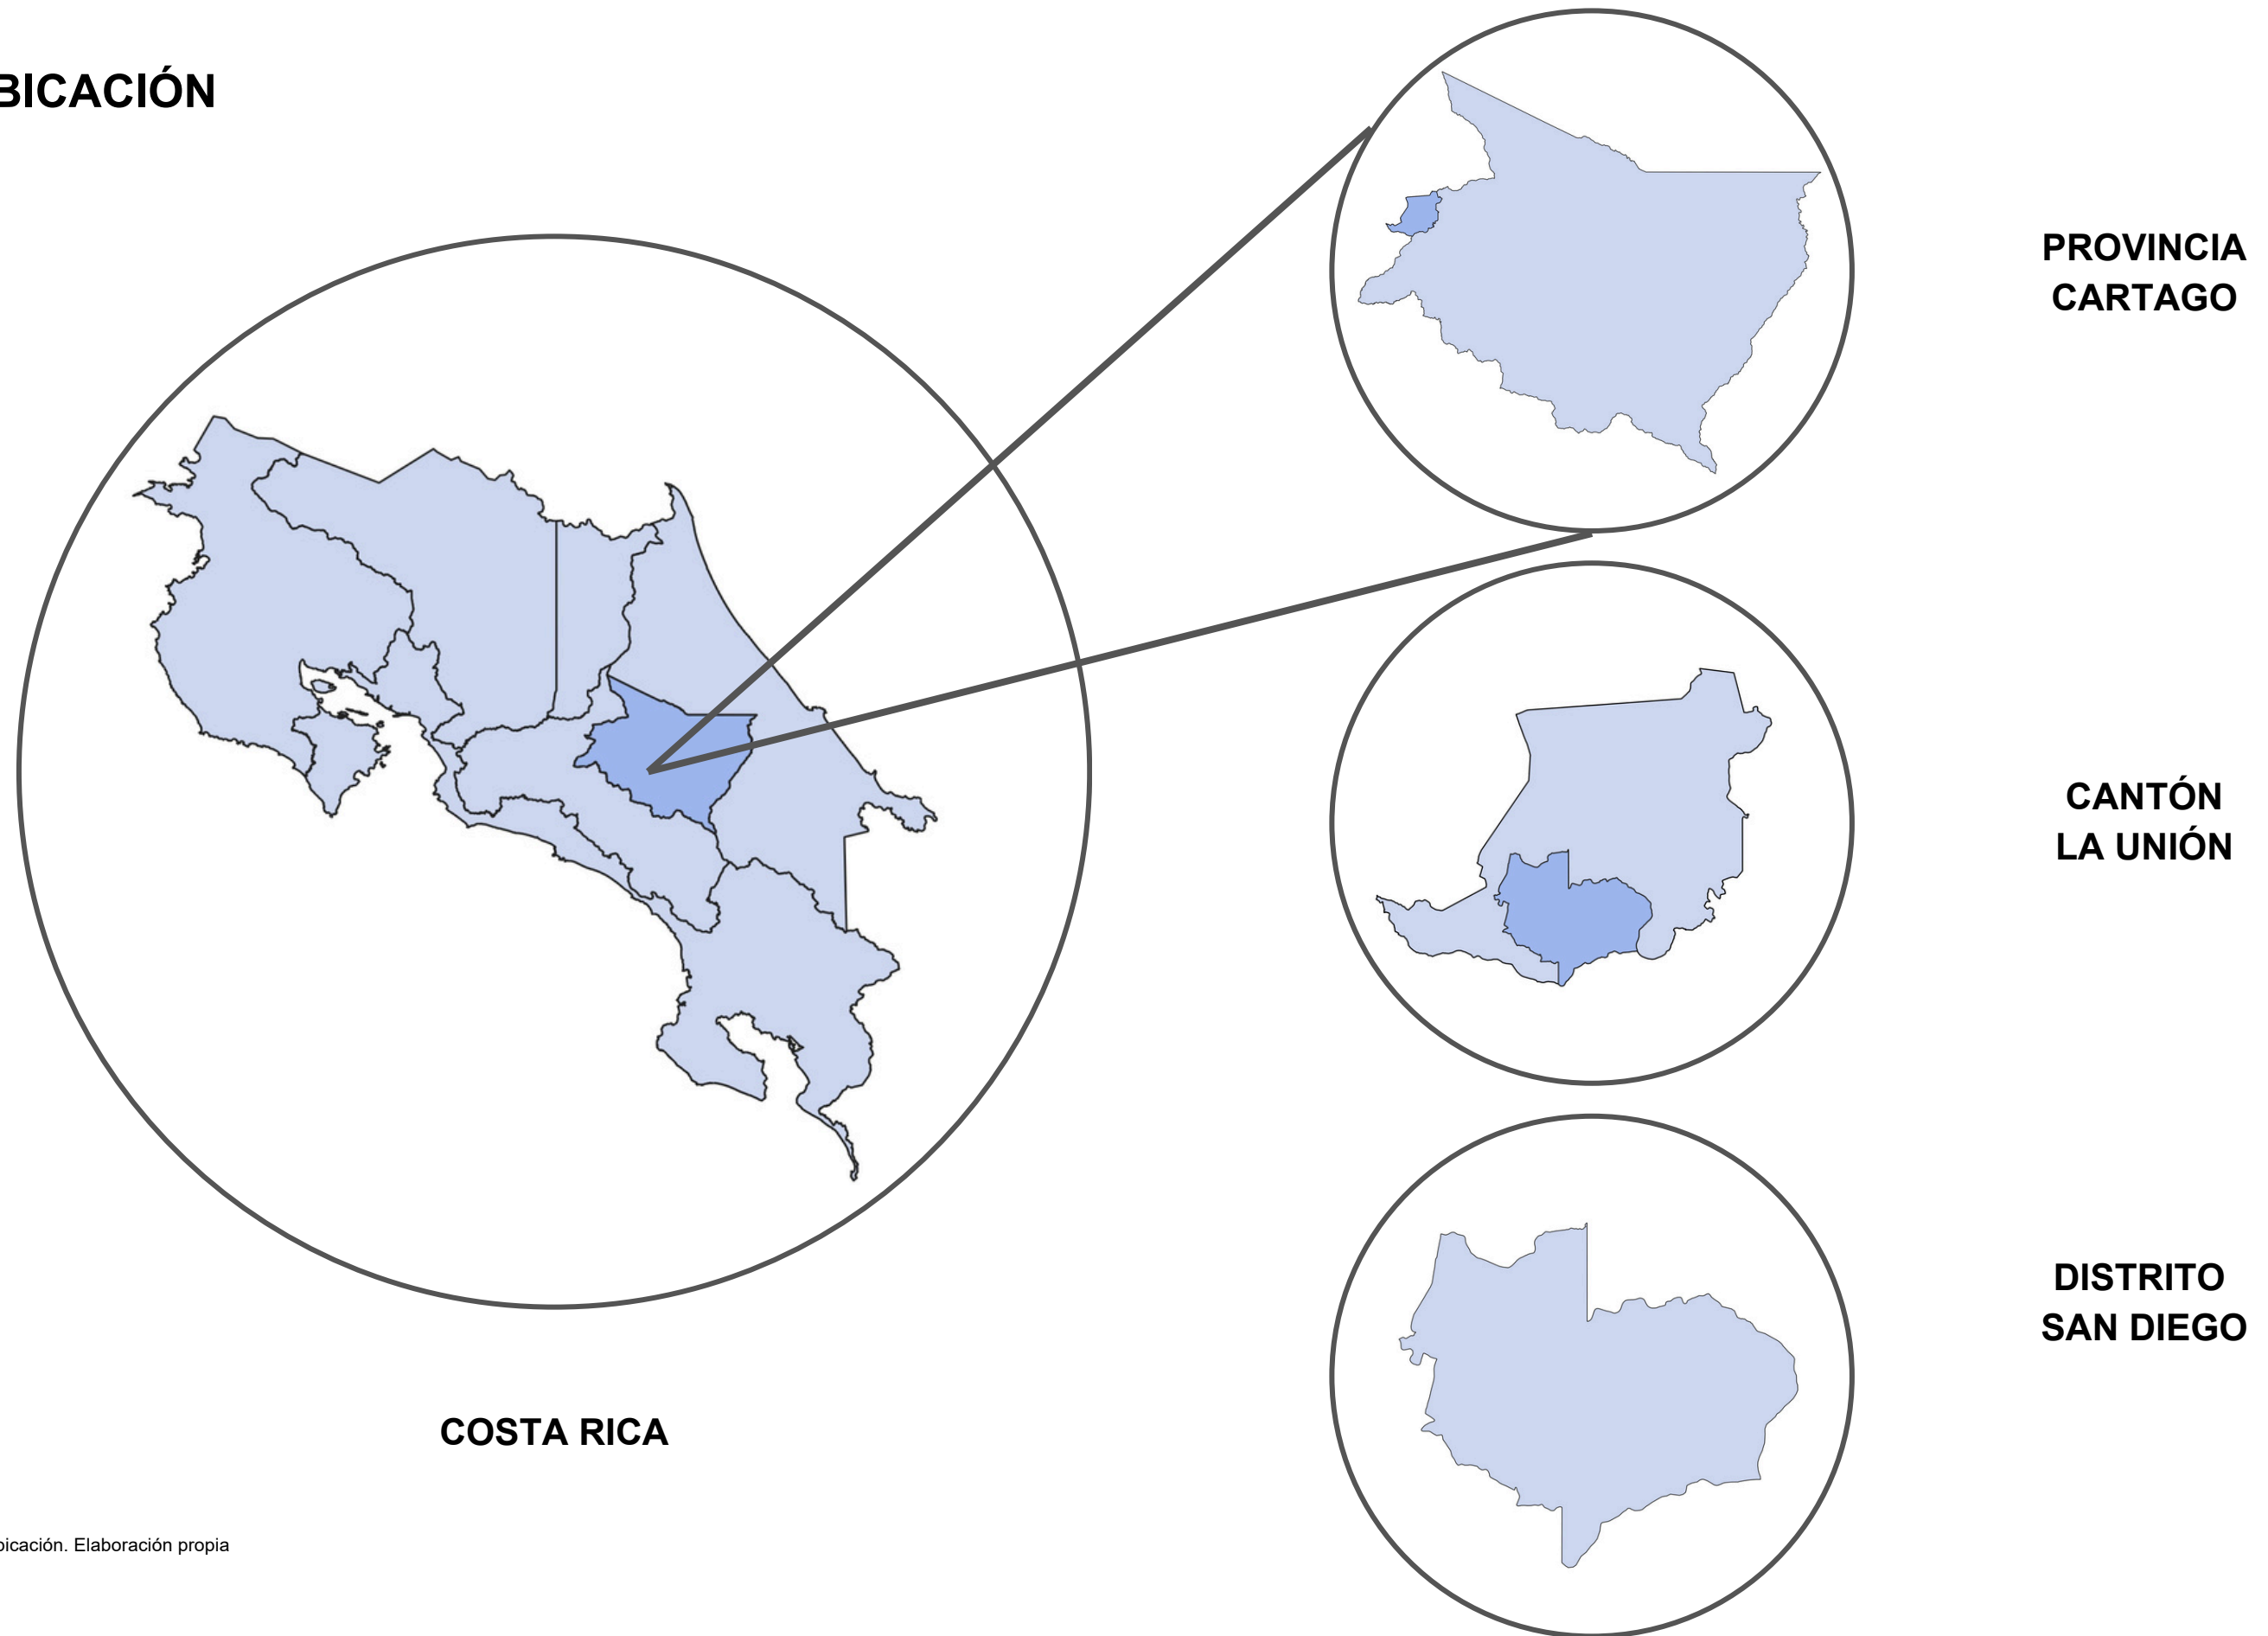 BICACIÓN
PROVINCIA
CARTAGO
CANTÓN
LA UNIÓN
DISTRITO
SAN DIEGO
COSTA RICA
bicación. Elaboración propia